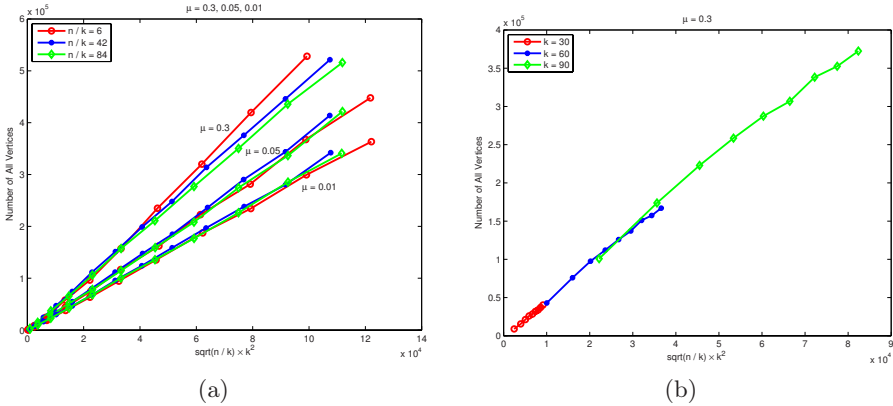 μ = 0.3, 0.05, 0.01
x 10^5
6
5
4
3
2
1
0
Number of All Vertices
n / k = 6
n / k = 42
n / k = 84
μ = 0.3
μ = 0.05
μ = 0.01
0 2 4 6 8 10 12 14
x 10^4
sqrt(n / k) × k^2
(a)
μ = 0.3
x 10^5
4
3.5
3
2.5
2
1.5
1
0.5
0
Number of All Vertices
k = 30
k = 60
k = 90
0 1 2 3 4 5 6 7 8 9
x 10^4
sqrt(n / k) × k^2
(b)